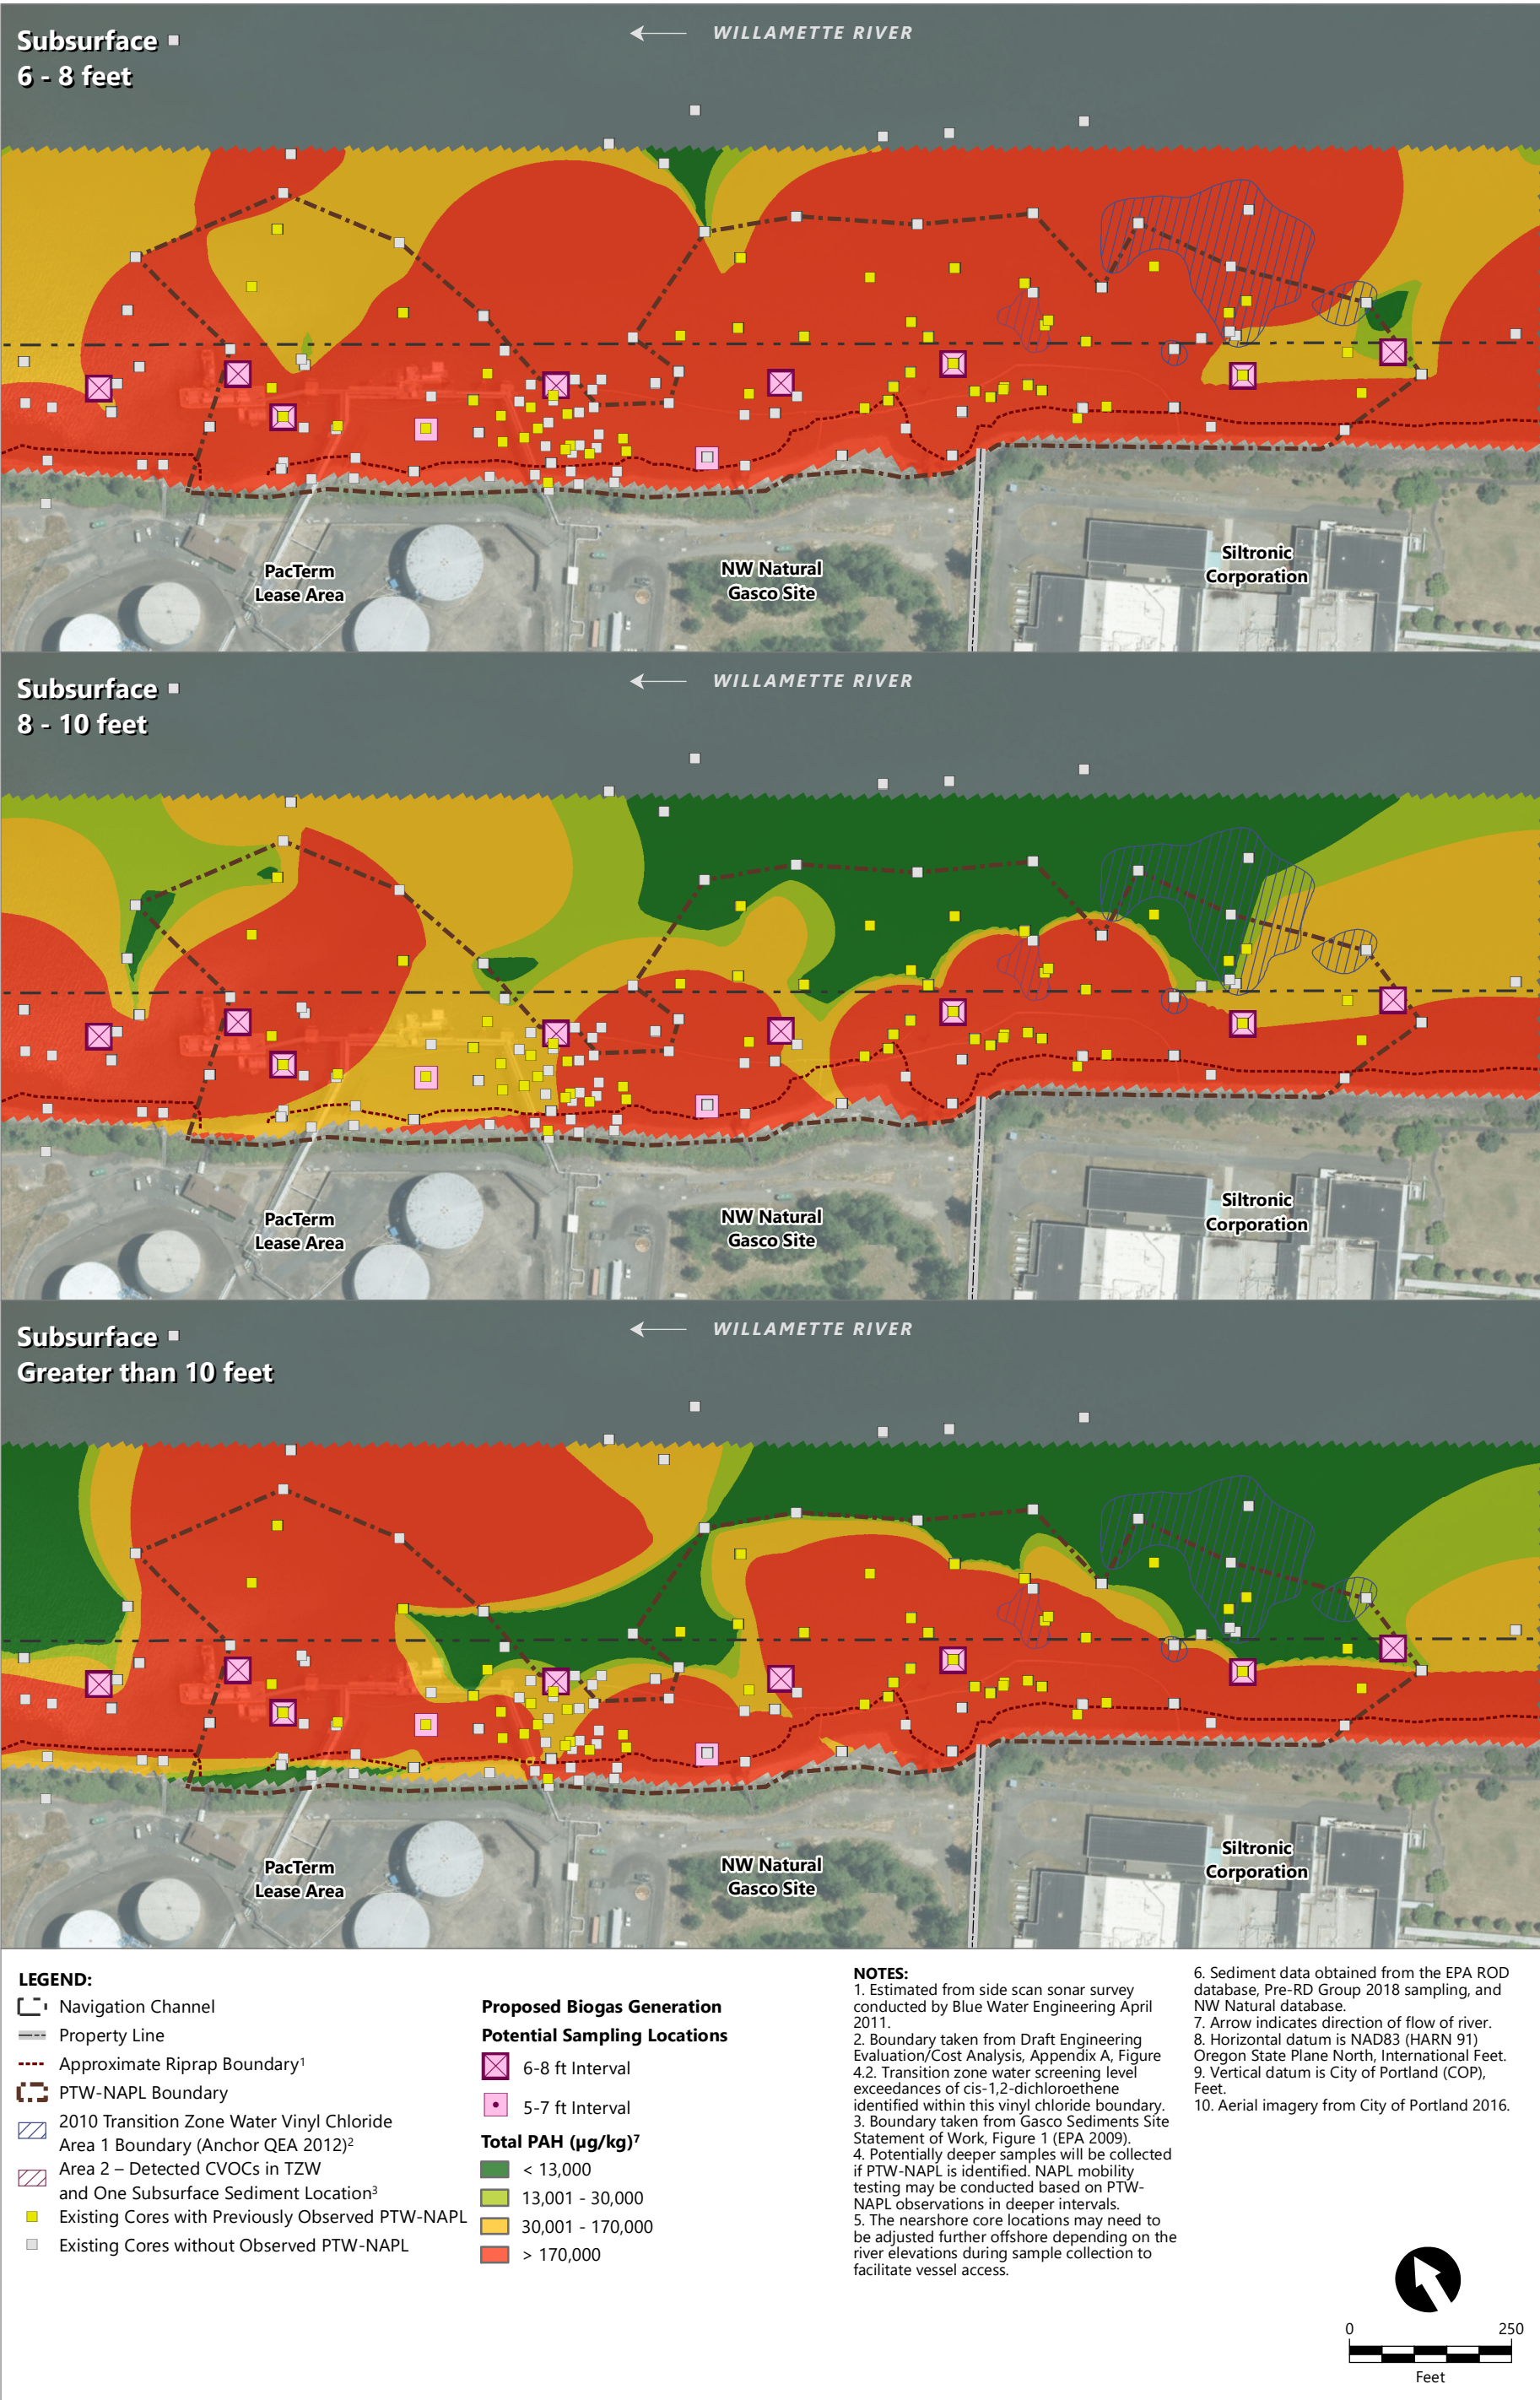 Subsurface
6 - 8 feet
WILLAMETTE RIVER
PacTerm
Lease Area
NW Natural
Gasco Site
Siltronic
Corporation
Subsurface
8 - 10 feet
WILLAMETTE RIVER
PacTerm
Lease Area
NW Natural
Gasco Site
Siltronic
Corporation
Subsurface
Greater than 10 feet
WILLAMETTE RIVER
PacTerm
Lease Area
NW Natural
Gasco Site
Siltronic
Corporation
LEGEND:
Navigation Channel
Property Line
Approximate Riprap Boundary¹
PTW-NAPL Boundary
2010 Transition Zone Water Vinyl Chloride
Area 1 Boundary (Anchor QEA 2012)²
Area 2 – Detected CVOCs in TZW
and One Subsurface Sediment Location³
Existing Cores with Previously Observed PTW-NAPL
Existing Cores without Observed PTW-NAPL
Proposed Biogas Generation
Potential Sampling Locations
6-8 ft Interval
5-7 ft Interval
Total PAH (µg/kg)⁷
< 13,000
13,001 - 30,000
30,001 - 170,000
> 170,000
NOTES:
1. Estimated from side scan sonar survey
conducted by Blue Water Engineering April
2011.
2. Boundary taken from Draft Engineering
Evaluation/Cost Analysis, Appendix A, Figure
4.2. Transition zone water screening level
exceedances of cis-1,2-dichloroethene
identified within this vinyl chloride boundary.
3. Boundary taken from Gasco Sediments Site
Statement of Work, Figure 1 (EPA 2009).
4. Potentially deeper samples will be collected
if PTW-NAPL is identified. NAPL mobility
testing may be conducted based on PTW-
NAPL observations in deeper intervals.
5. The nearshore core locations may need to
be adjusted further offshore depending on the
river elevations during sample collection to
facilitate vessel access.
6. Sediment data obtained from the EPA ROD
database, Pre-RD Group 2018 sampling, and
NW Natural database.
7. Arrow indicates direction of flow of river.
8. Horizontal datum is NAD83 (HARN 91)
Oregon State Plane North, International Feet.
9. Vertical datum is City of Portland (COP),
Feet.
10. Aerial imagery from City of Portland 2016.
0 250
Feet